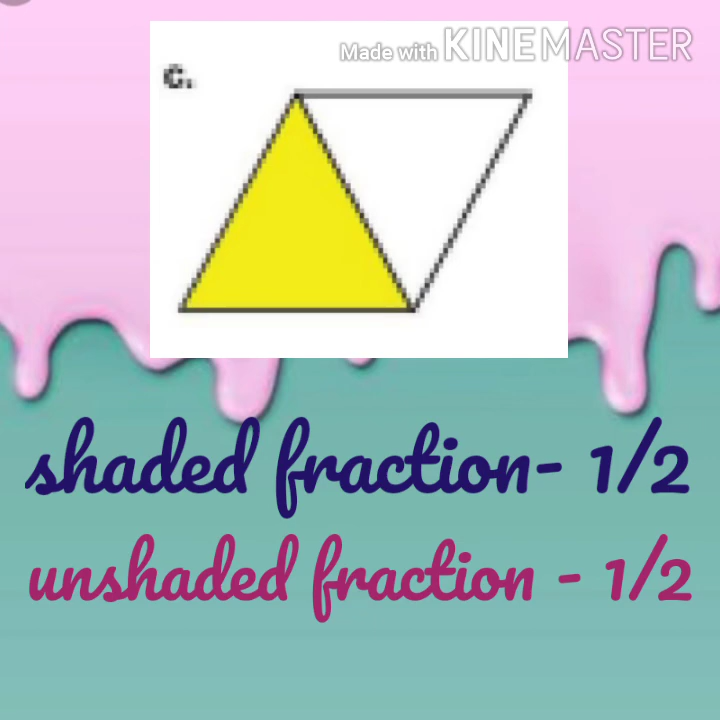 Made with KINEMASTER
c.
shaded fraction- 1/2
unshaded fraction - 1/2